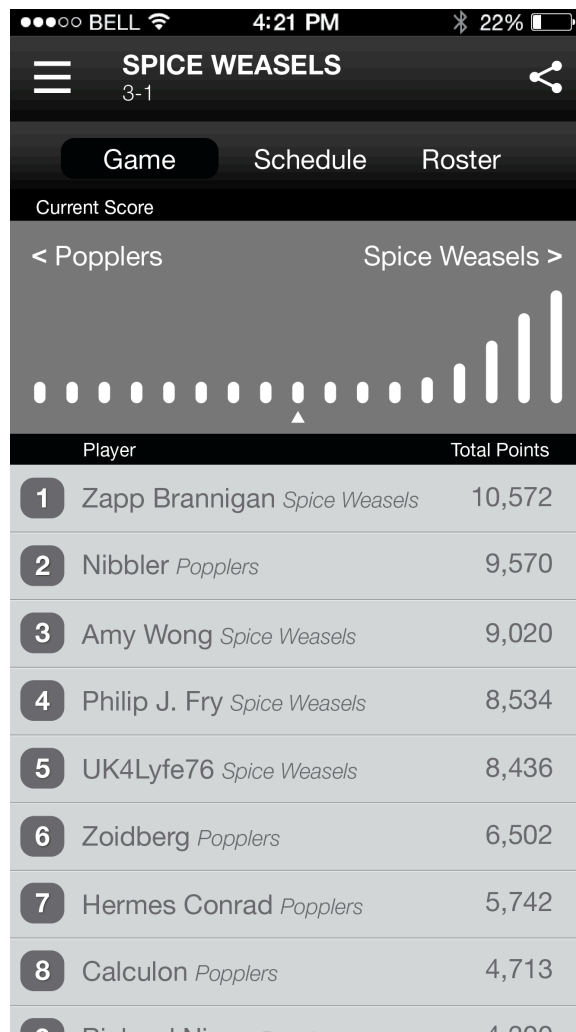 BELL 4:21 PM 22%
SPICE WEASELS
3-1
Game Schedule Roster
Current Score
< Popplers Spice Weasels >
Player Total Points
1 Zapp Brannigan Spice Weasels 10,572
2 Nibbler Popplers 9,570
3 Amy Wong Spice Weasels 9,020
4 Philip J. Fry Spice Weasels 8,534
5 UK4Lyfe76 Spice Weasels 8,436
6 Zoidberg Popplers 6,502
7 Hermes Conrad Popplers 5,742
8 Calculon Popplers 4,713